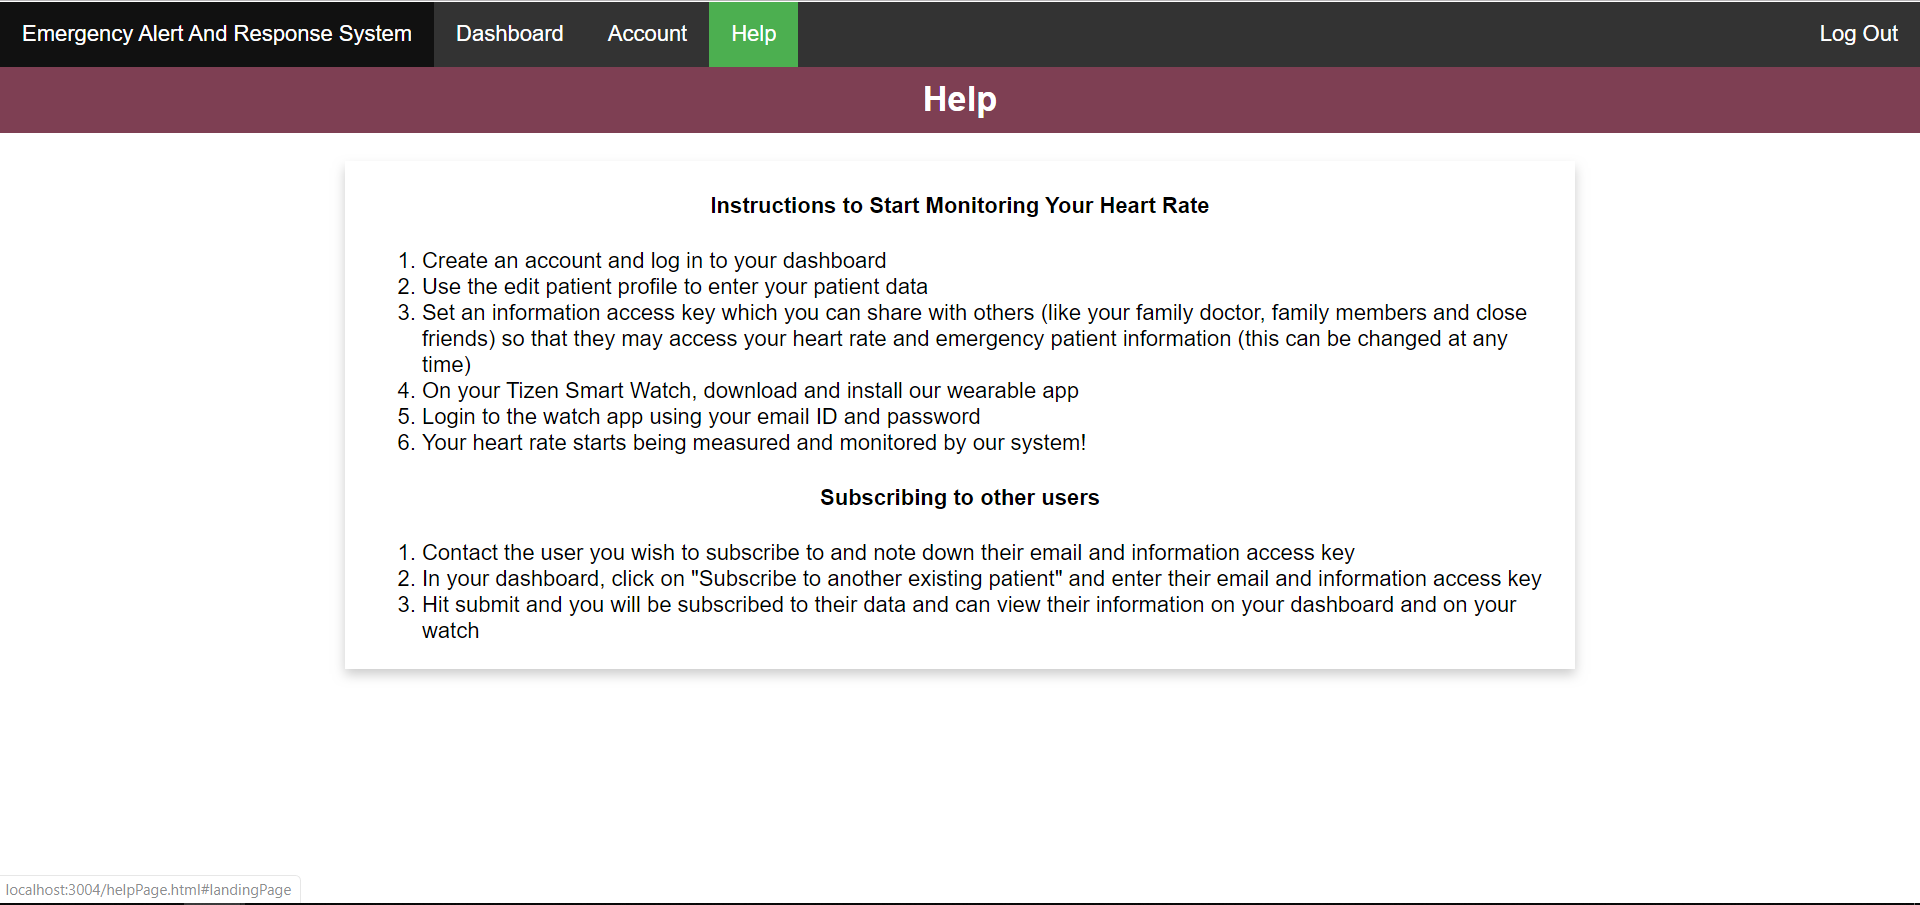 Emergency Alert And Response System Dashboard Account Help Log Out
Help
Instructions to Start Monitoring Your Heart Rate
1. Create an account and log in to your dashboard
2. Use the edit patient profile to enter your patient data
3. Set an information access key which you can share with others (like your family doctor, family members and close
friends) so that they may access your heart rate and emergency patient information (this can be changed at any
time)
4. On your Tizen Smart Watch, download and install our wearable app
5. Login to the watch app using your email ID and password
6. Your heart rate starts being measured and monitored by our system!
Subscribing to other users
1. Contact the user you wish to subscribe to and note down their email and information access key
2. In your dashboard, click on "Subscribe to another existing patient" and enter their email and information access key
3. Hit submit and you will be subscribed to their data and can view their information on your dashboard and on your
watch
localhost:3004/helpPage.html#landingPage